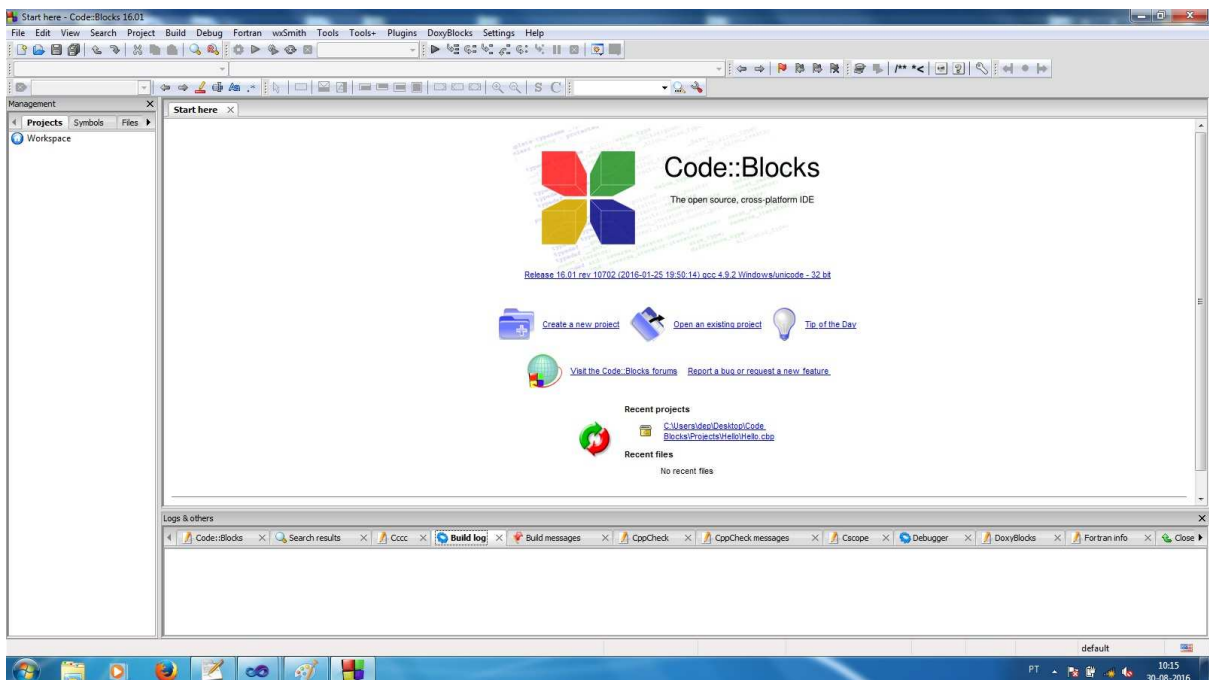 Start here - Code::Blocks 16.01
File Edit View Search Project Build Debug Fortran wxSmith Tools Tools+ Plugins DoxyBlocks Settings Help
/** *<
S C
Management
Projects Symbols Files
Workspace
Start here
Code::Blocks
The open source, cross-platform IDE
Release 16.01 rev 10702 (2016-01-25 19:50:14) gcc 4.9.2 Windows/unicode - 32 bit
Create a new project Open an existing project Tip of the Day
Visit the Code::Blocks forums Report a bug or request a new feature
Recent projects
C:\Users\dep\Desktop\Code
Blocks\Projects\Hello\Hello.cbp
Recent files
No recent files
Logs & others
Code::Blocks Search results Cccc Build log Build messages CppCheck CppCheck messages Cscope Debugger DoxyBlocks Fortran info Close
default
PT 10:15
30-08-2016